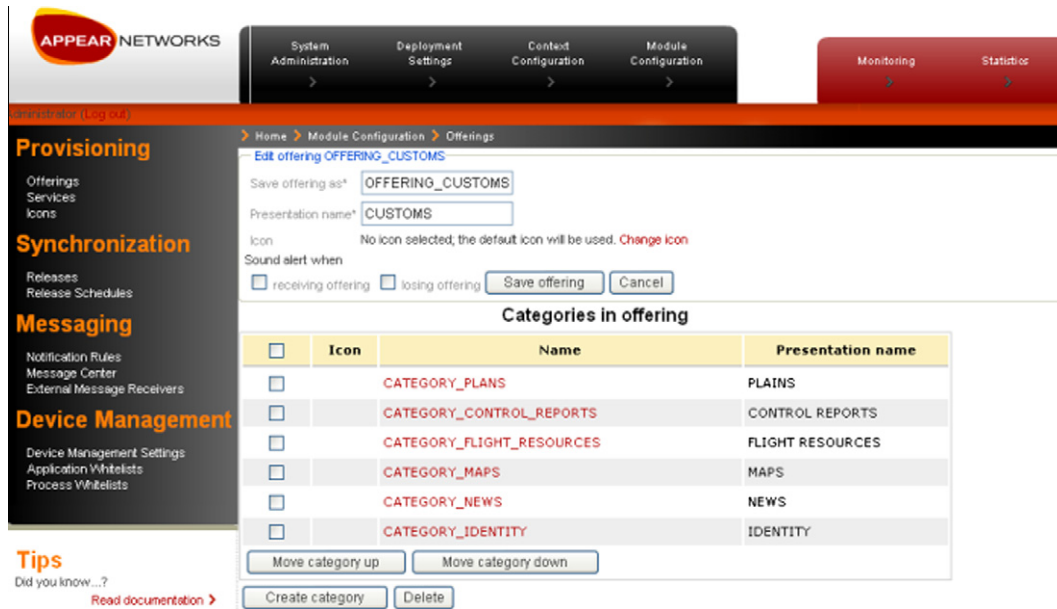 APPEAR NETWORKS
System Administration
Deployment Settings
Context Configuration
Module Configuration
Monitoring
Statistics
Administrator (Log out)
Home > Module Configuration > Offerings
Provisioning
Offerings
Services
Icons
Synchronization
Releases
Release Schedules
Messaging
Notification Rules
Message Center
External Message Receivers
Device Management
Device Management Settings
Application Whitelists
Process Whitelists
Tips
Did you know...?
Read documentation >
Edit offering OFFERING_CUSTOMS
Save offering as* OFFERING_CUSTOMS
Presentation name* CUSTOMS
Icon No icon selected; the default icon will be used. Change icon
Sound alert when
receiving offering losing offering Save offering Cancel
Categories in offering
Icon Name Presentation name
CATEGORY_PLANS PLAINS
CATEGORY_CONTROL_REPORTS CONTROL REPORTS
CATEGORY_FLIGHT_RESOURCES FLIGHT RESOURCES
CATEGORY_MAPS MAPS
CATEGORY_NEWS NEWS
CATEGORY_IDENTITY IDENTITY
Move category up Move category down
Create category Delete